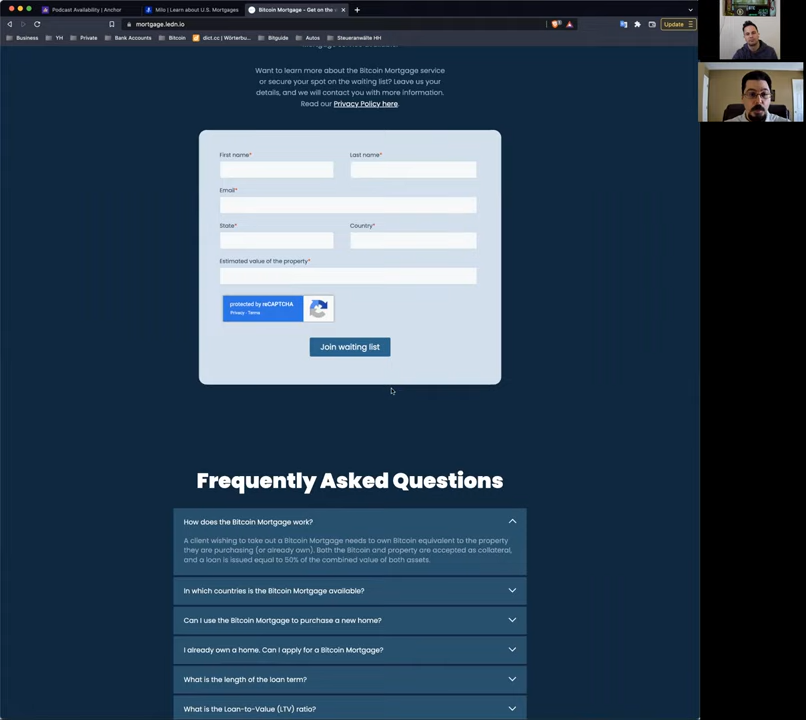 Podcast Availability | Anchor
Milo | Learn about U.S. Mortgages
Bitcoin Mortgage - Get on the
mortgage.ledn.io
Update
Business
YH
Private
Bank Accounts
Bitcoin
dict.cc | Wörterbu...
Bitguide
Autos
Steueranwälte HH
Want to learn more about the Bitcoin Mortgage service
or secure your spot on the waiting list? Leave us your
details, and we will contact you with more information.
Read our Privacy Policy here.
First name*
Last name*
Email*
State*
Country*
Estimated value of the property*
protected by reCAPTCHA
Privacy - Terms
Join waiting list
Frequently Asked Questions
How does the Bitcoin Mortgage work?
A client wishing to take out a Bitcoin Mortgage needs to own Bitcoin equivalent to the property
they are purchasing (or already own). Both the Bitcoin and property are accepted as collateral,
and a loan is issued equal to 50% of the combined value of both assets.
In which countries is the Bitcoin Mortgage available?
Can I use the Bitcoin Mortgage to purchase a new home?
I already own a home. Can I apply for a Bitcoin Mortgage?
What is the length of the loan term?
What is the Loan-to-Value (LTV) ratio?